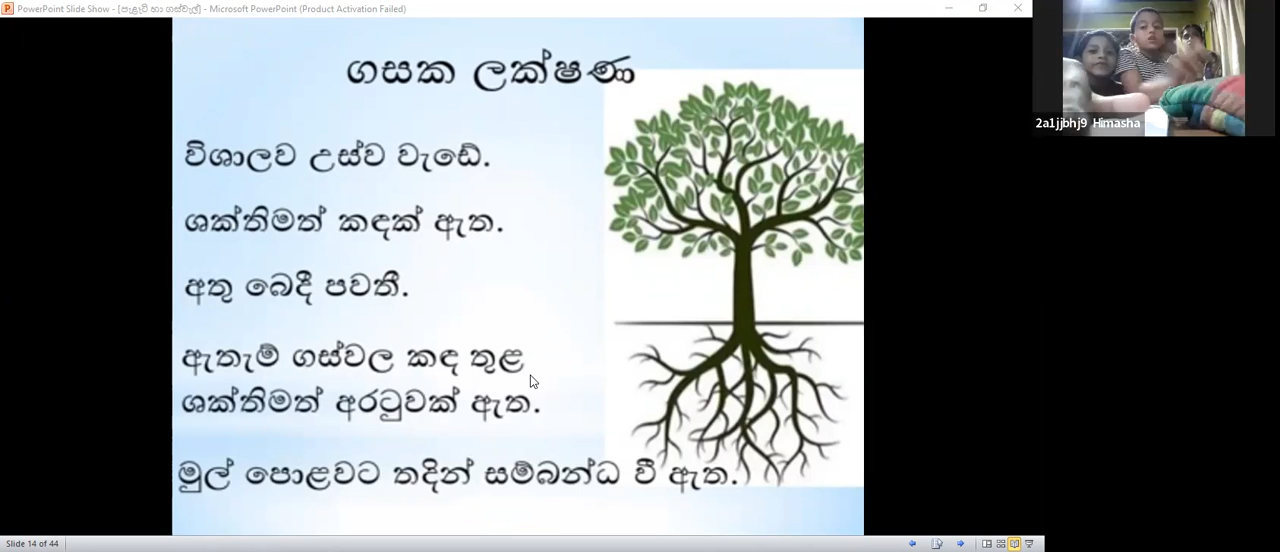 PowerPoint Slide Show - [පැළෑටි හා ගස්වැල්] - Microsoft PowerPoint (Product Activation Failed)
2a1jjbhj9 Himasha
ගසක ලක්ෂණ
විශාලව උස්ව වැඩේ.
ශක්තිමත් කඳක් ඇත.
අතු බෙදී පවතී.
ඇතැම් ගස්වල කඳ තුළ
ශක්තිමත් අරටුවක් ඇත.
මුල් පොළවට තදින් සම්බන්ධ වී ඇත.
Slide 14 of 44